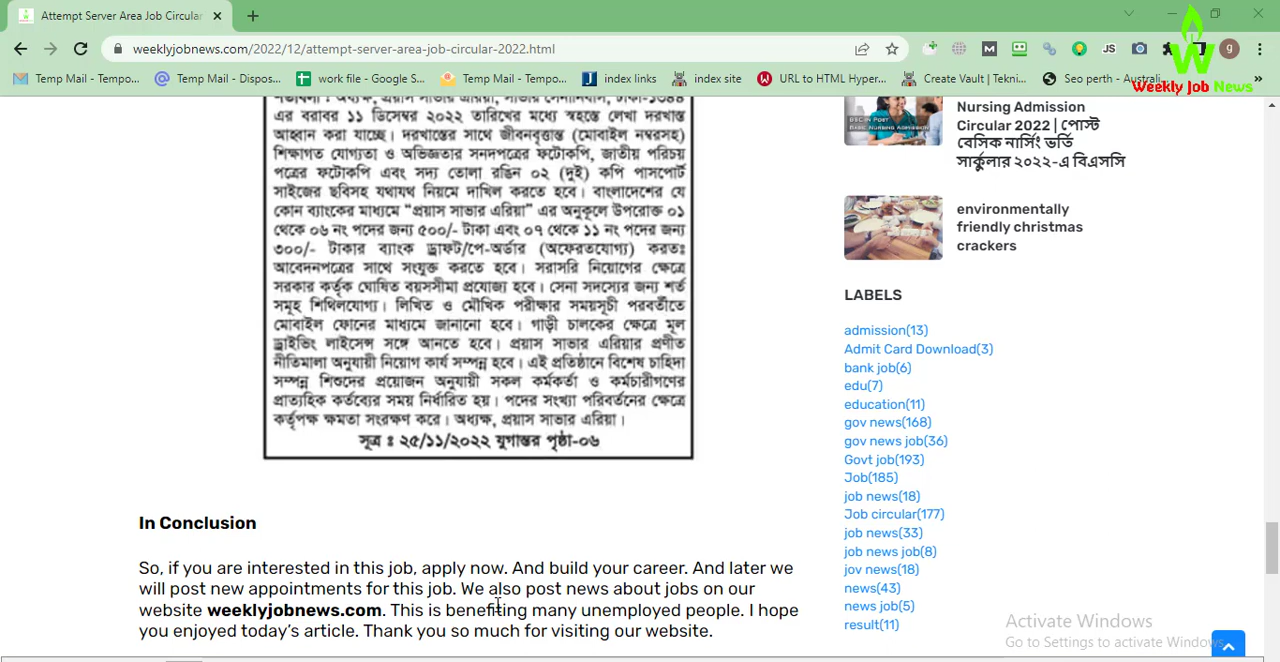 Attempt Server Area Job Circular
weeklyjobnews.com/2022/12/attempt-server-area-job-circular-2022.html
JS
g
Weekly Job News
Temp Mail - Tempo...
Temp Mail - Dispos...
work file - Google S...
Temp Mail - Tempo...
index links
index site
URL to HTML Hyper...
Create Vault | Tekni...
Seo perth - Australi...
এর বরাবর ১১ ডিসেম্বর ২০২২ তারিখের মধ্যে স্বহস্তে লেখা দরখাস্ত
আহ্বান করা যাচ্ছে। দরখাস্তের সাথে জীবনবৃত্তান্ত (মোবাইল নম্বরসহ)
শিক্ষাগত যোগ্যতা ও অভিজ্ঞতার সনদপত্রের ফটোকপি, জাতীয় পরিচয়
পত্রের ফটোকপি এবং সদ্য তোলা রঙিন ০২ (দুই) কপি পাসপোর্ট
সাইজের ছবিসহ যথাযথ নিয়মে দাখিল করতে হবে। বাংলাদেশের যে
কোন ব্যাংকের মাধ্যমে “প্রয়াস সাভার এরিয়া” এর অনুকূলে উপরোক্ত ০১
থেকে ০৬ নং পদের জন্য ৫০০/- টাকা এবং ০৭ থেকে ১১ নং পদের জন্য
৩০০/- টাকার ব্যাংক ড্রাফট/পে-অর্ডার (অফেরতযোগ্য) করতঃ
আবেদনপত্রের সাথে সংযুক্ত করতে হবে। সরাসরি নিয়োগের ক্ষেত্রে
সরকার কর্তৃক ঘোষিত বয়সসীমা প্রযোজ্য হবে। সেনা সদস্যের জন্য শর্ত
সমূহ শিথিলযোগ্য। লিখিত ও মৌখিক পরীক্ষার সময়সূচী পরবর্তীতে
মোবাইল ফোনের মাধ্যমে জানানো হবে। গাড়ী চালকের ক্ষেত্রে মূল
ড্রাইভিং লাইসেন্স সঙ্গে আনতে হবে। প্রয়াস সাভার এরিয়ার প্রণীত
নীতিমালা অনুযায়ী নিয়োগ কার্য সম্পন্ন হবে। এই প্রতিষ্ঠানে বিশেষ চাহিদা
সম্পন্ন শিশুদের প্রয়োজন অনুযায়ী সকল কর্মকর্তা ও কর্মচারীগণের
প্রাত্যহিক কর্তব্যের সময় নির্ধারিত হয়। পদের সংখ্যা পরিবর্তনের ক্ষেত্রে
কর্তৃপক্ষ ক্ষমতা সংরক্ষণ করে। অধ্যক্ষ, প্রয়াস সাভার এরিয়া।
সূত্র ঃ ২৫/১১/২০২২ যুগান্তর পৃষ্ঠা-০৬
In Conclusion
So, if you are interested in this job, apply now. And build your career. And later we
will post new appointments for this job. We also post news about jobs on our
website weeklyjobnews.com. This is benefiting many unemployed people. I hope
you enjoyed today’s article. Thank you so much for visiting our website.
Nursing Admission
Circular 2022 | পোস্ট
বেসিক নার্সিং ভর্তি
সার্কুলার ২০২২-এ বিএসসি
environmentally
friendly christmas
crackers
LABELS
admission(13)
Admit Card Download(3)
bank job(6)
edu(7)
education(11)
gov news(168)
gov news job(36)
Govt job(193)
Job(185)
job news(18)
Job circular(177)
job news(33)
job news job(8)
jov news(18)
news(43)
news job(5)
result(11)
Activate Windows
Go to Settings to activate Windows.